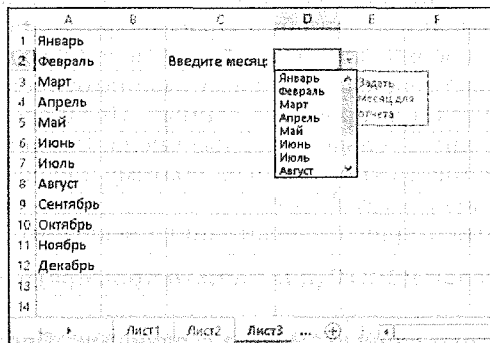 A B C D E F
1 Январь
2 Февраль Введите месяц:
3 Март
4 Апрель
5 Май
6 Июнь
7 Июль
8 Август
9 Сентябрь
10 Октябрь
11 Ноябрь
12 Декабрь
13
14
Январь
Февраль
Март
Апрель
Май
Июнь
Июль
Август
Задать
месяц для
отчета
Лист1 Лист2 Лист3 ...